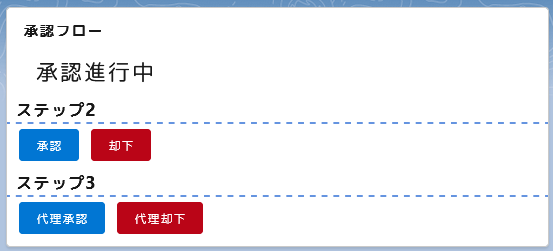 承認フロー
承認進行中
ステップ2
承認 却下
ステップ3
代理承認 代理却下